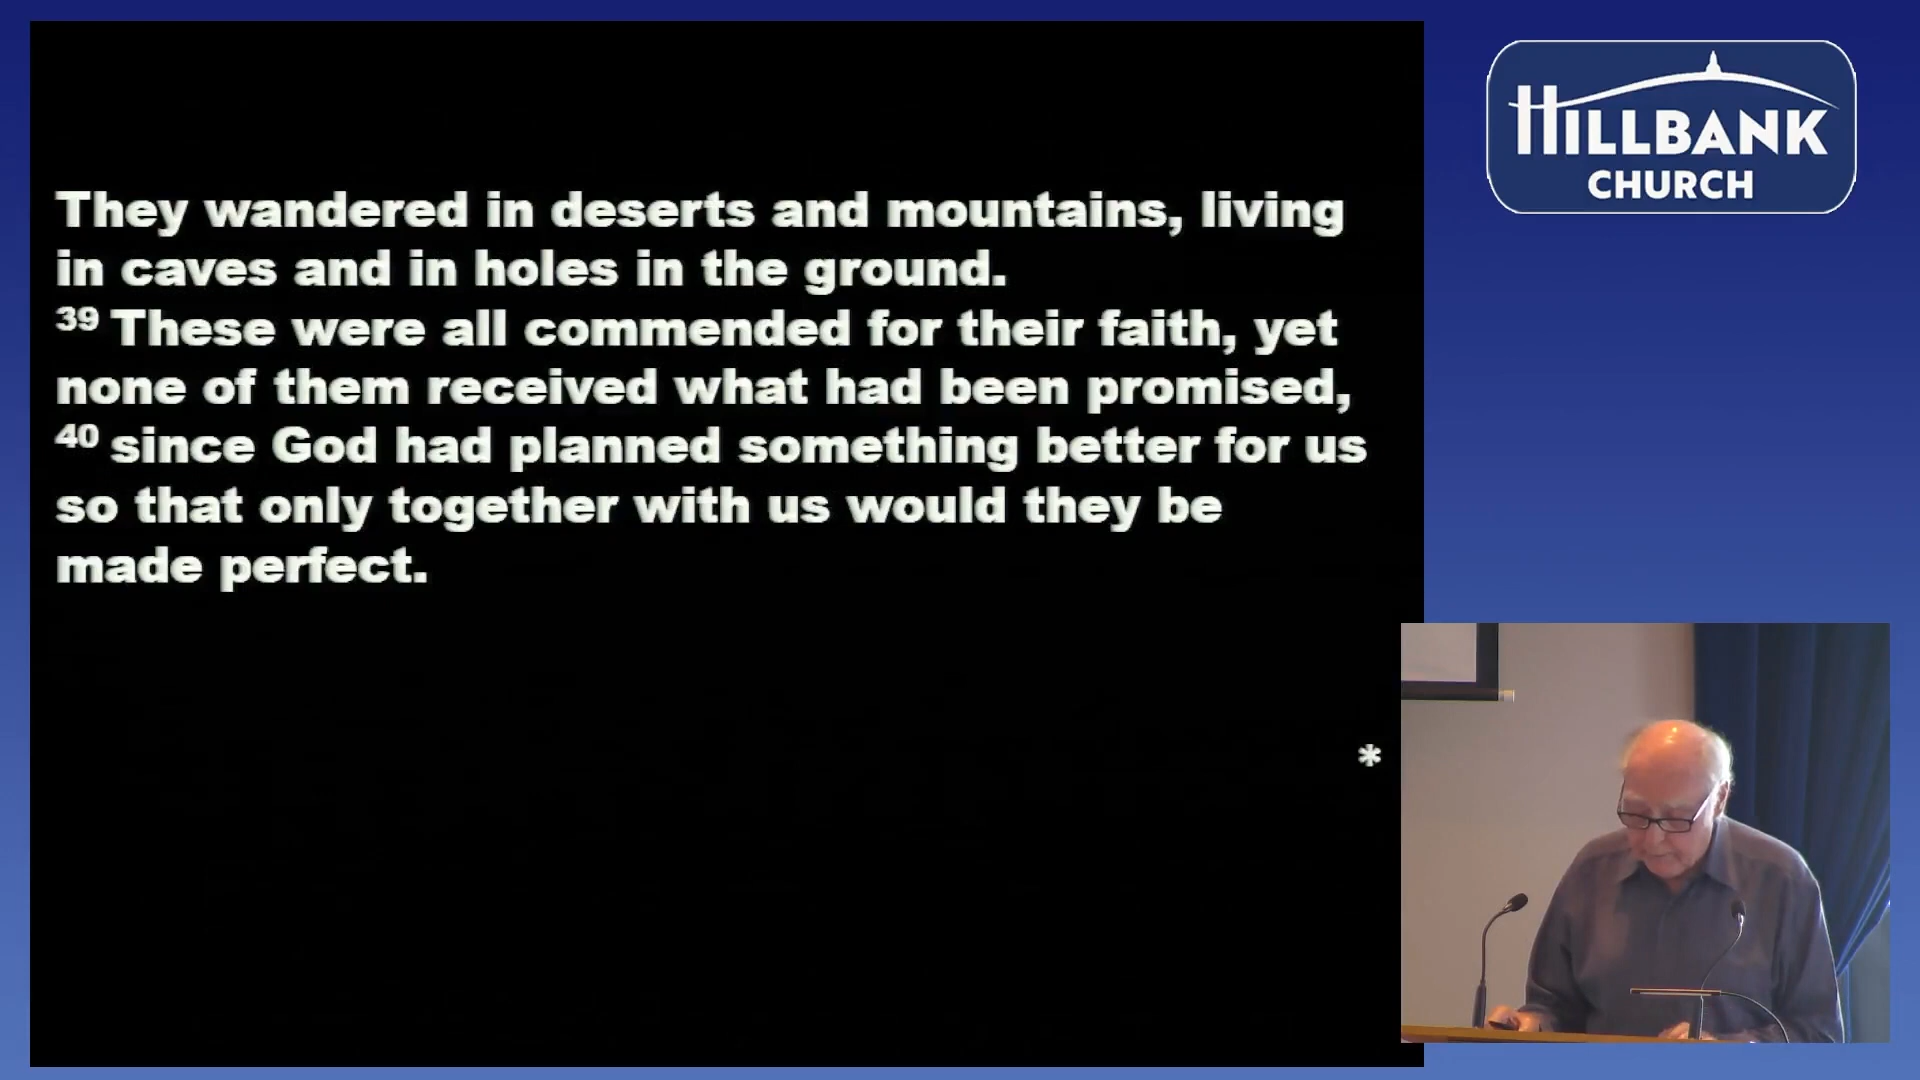 They wandered in deserts and mountains, living
in caves and in holes in the ground.
39 These were all commended for their faith, yet
none of them received what had been promised,
40 since God had planned something better for us
so that only together with us would they be
made perfect.
*
HILLBANK
CHURCH